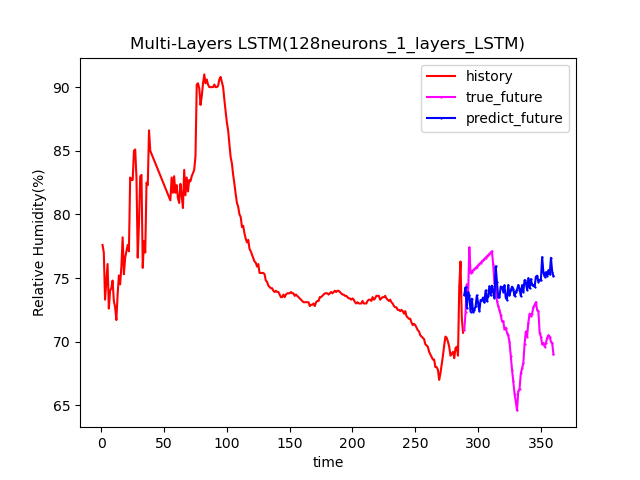 Multi-Layers LSTM(128neurons_1_layers_LSTM)
history
true_future
predict_future
Relative Humidity(%)
90
85
80
75
70
65
0
50
100
150
200
250
300
350
time